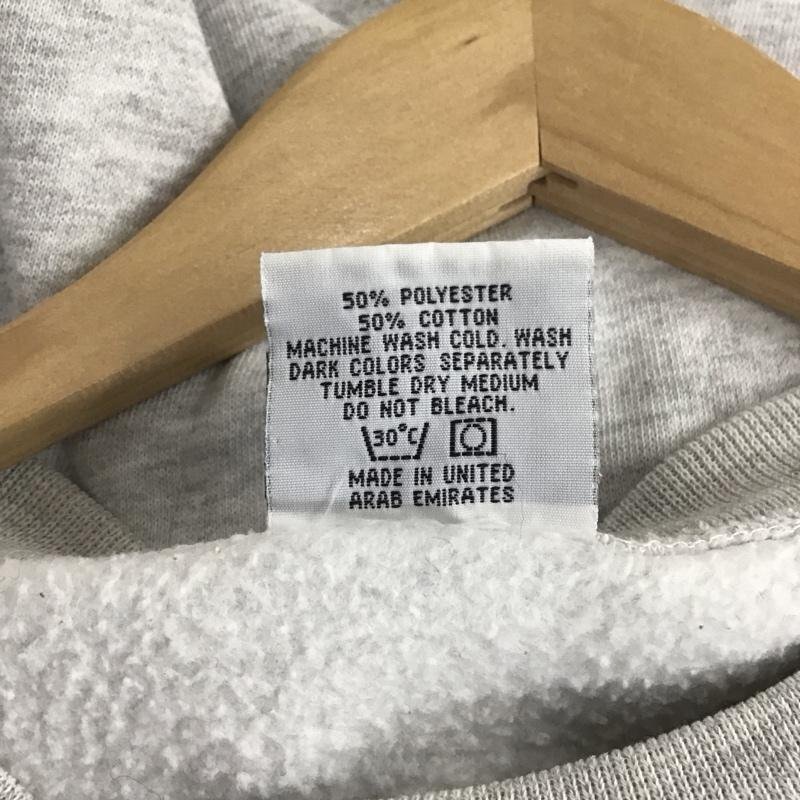 50% POLYESTER
50% COTTON
MACHINE WASH COLD. WASH
DARK COLORS SEPARATELY
TUMBLE DRY MEDIUM
DO NOT BLEACH.
30°C
MADE IN UNITED
ARAB EMIRATES